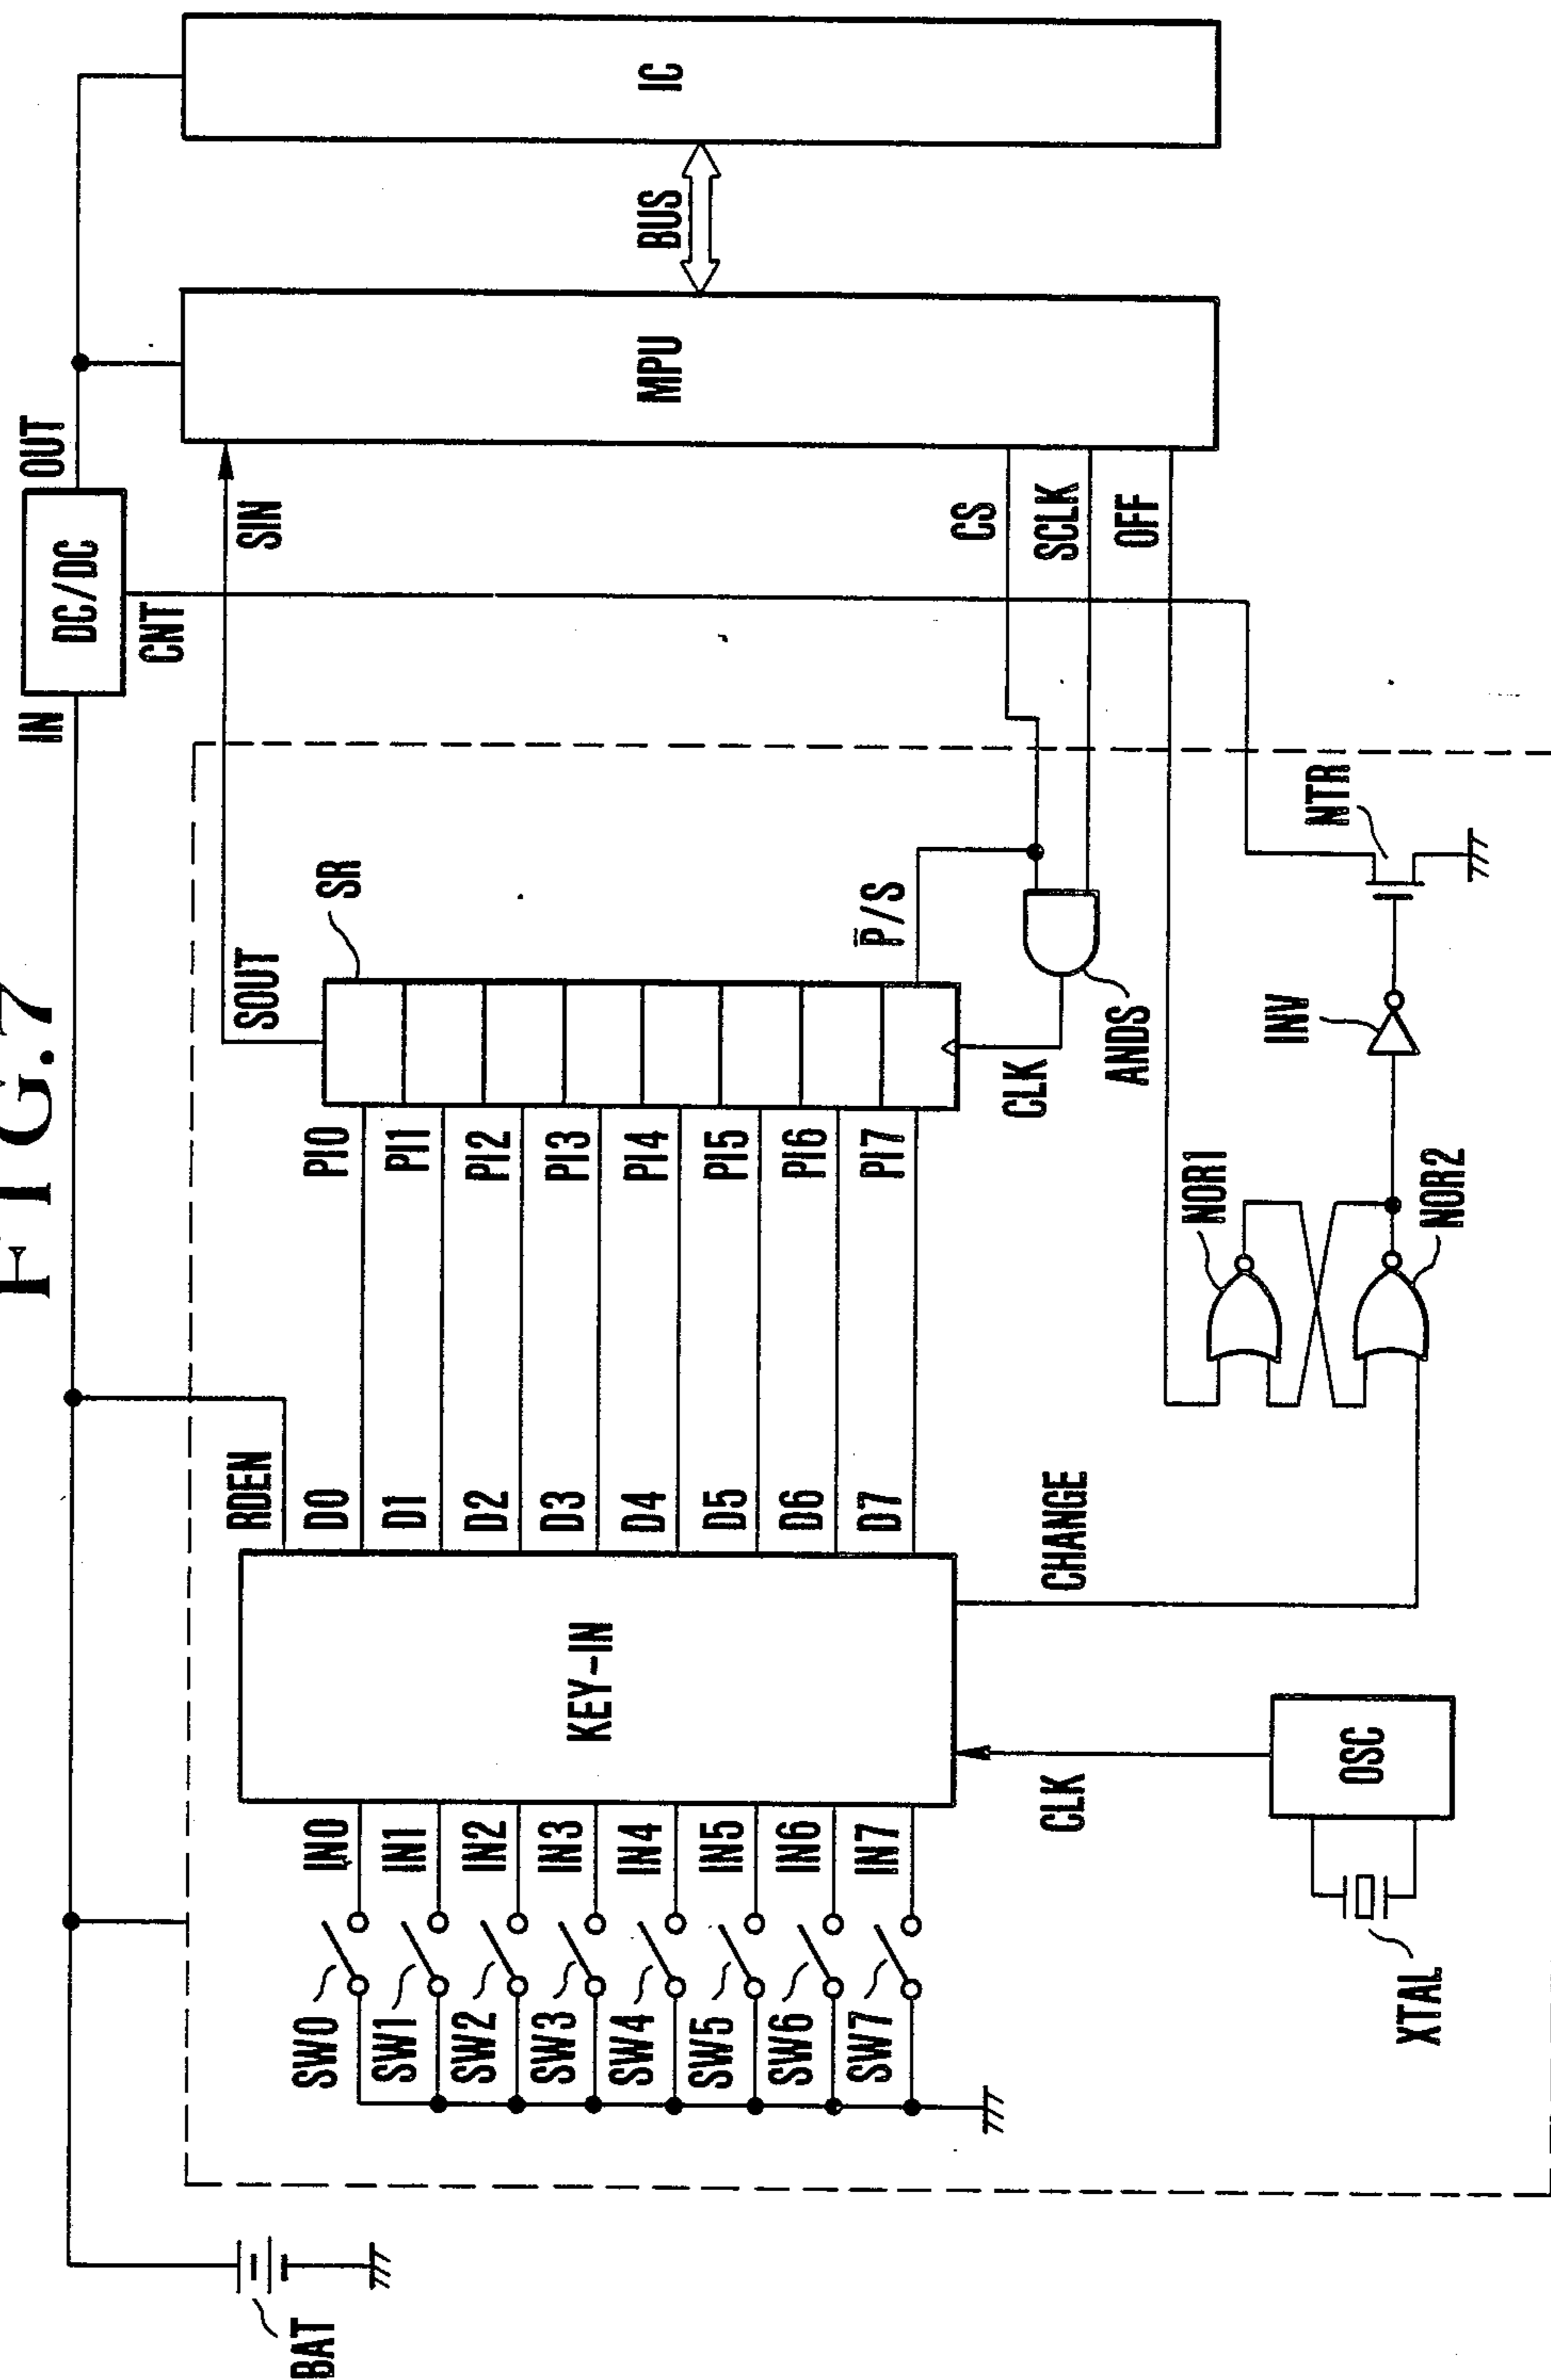 FIG.7
BAT
IN
DC/DC
OUT
CNT
SW0
SW1
SW2
SW3
SW4
SW5
SW6
SW7
IN0
IN1
IN2
IN3
IN4
IN5
IN6
IN7
KEY-IN
RDEN
D0
D1
D2
D3
D4
D5
D6
D7
PI0
PI1
PI2
PI3
PI4
PI5
PI6
PI7
SOUT
SR
SIN
P̄/S
CLK
ANDS
CS
SCLK
OFF
MPU
BUS
IC
XTAL
OSC
CLK
CHANGE
NOR1
NOR2
INV
NTR